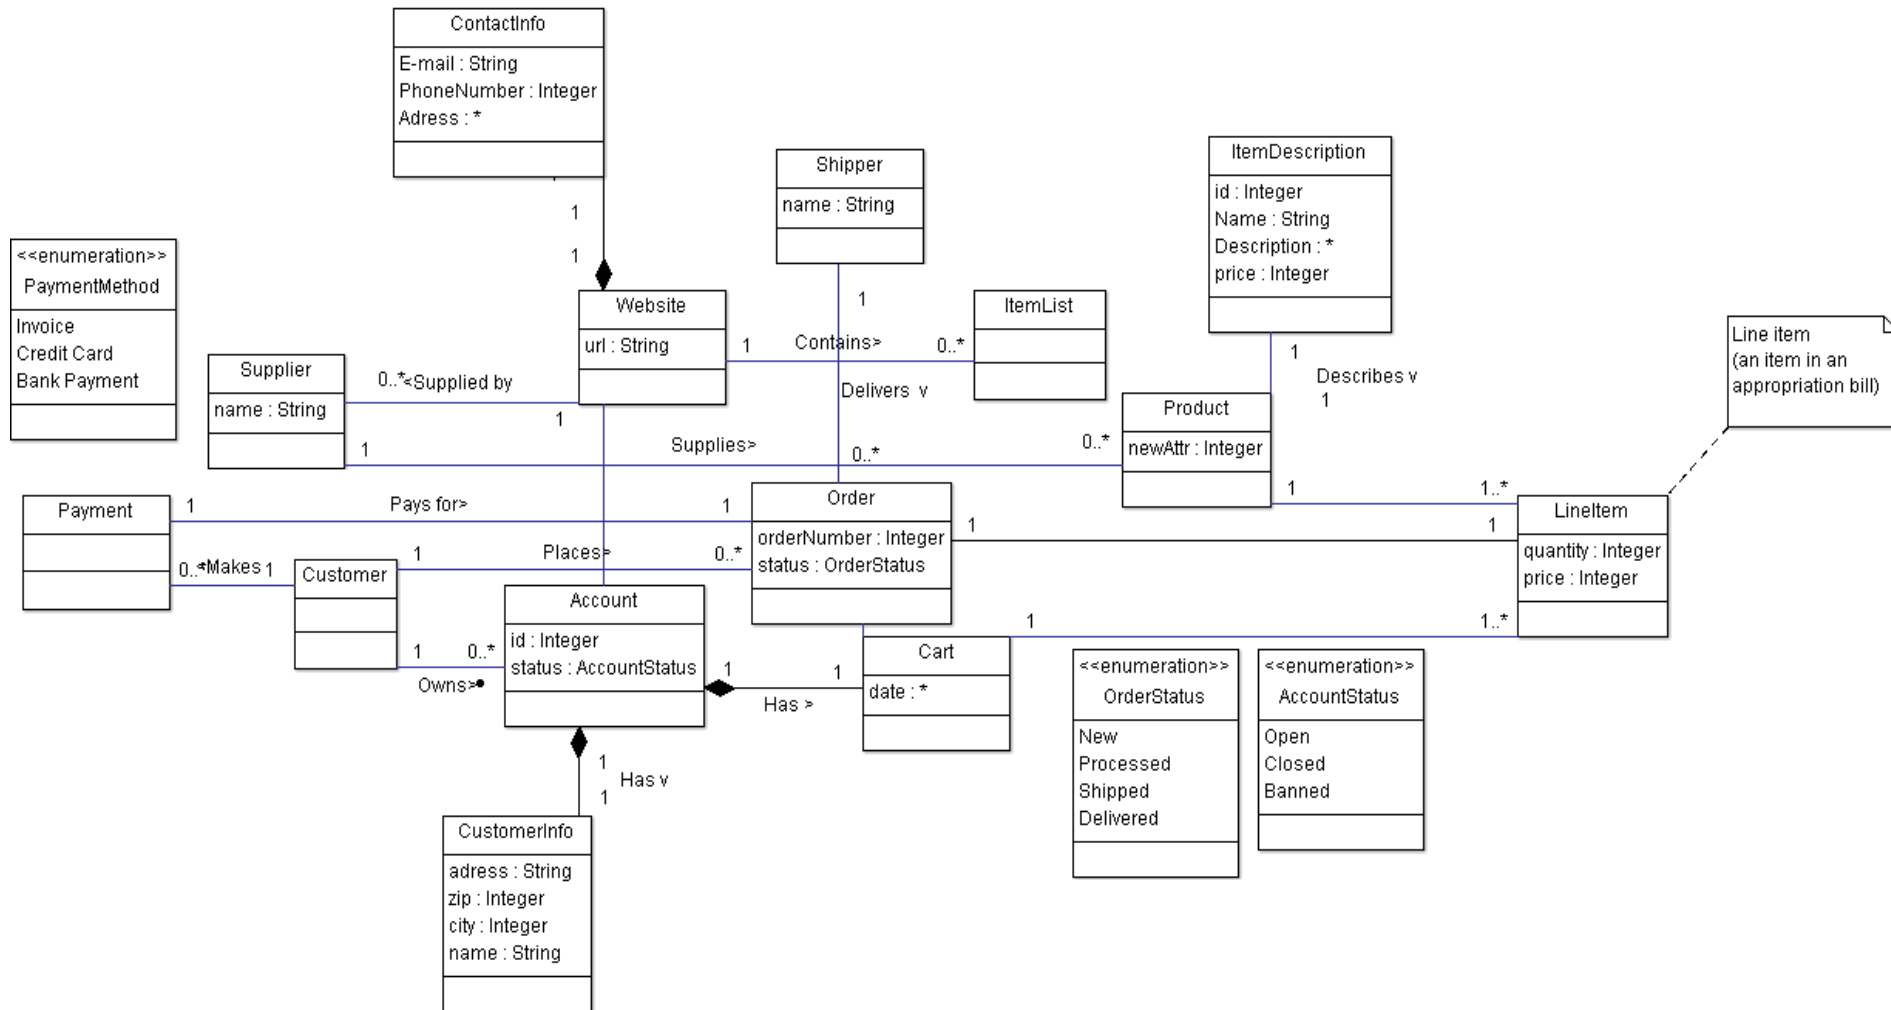 ContactInfo
E-mail : String
PhoneNumber : Integer
Adress : *
1
1
<<enumeration>>
PaymentMethod
Invoice
Credit Card
Bank Payment
Shipper
name : String
1
Delivers v
0..*
ItemDescription
id : Integer
Name : String
Description : *
price : Integer
1
Describes v
1
Website
url : String
1
Contains>
0..*
ItemList
Line item
(an item in an
appropriation bill)
Supplier
name : String
0..*
<Supplied by
1
1
Supplies>
0..*
Product
newAttr : Integer
1
1..*
Payment
1
Pays for>
1
Order
orderNumber : Integer
status : OrderStatus
1
1
LineItem
quantity : Integer
price : Integer
0..*
<Makes
1
Customer
1
Places>
0..*
1
0..*
Owns>
Account
id : Integer
status : AccountStatus
1
Has >
1
Cart
date : *
1
1..*
<<enumeration>>
OrderStatus
New
Processed
Shipped
Delivered
<<enumeration>>
AccountStatus
Open
Closed
Banned
1
Has v
1
CustomerInfo
adress : String
zip : Integer
city : Integer
name : String